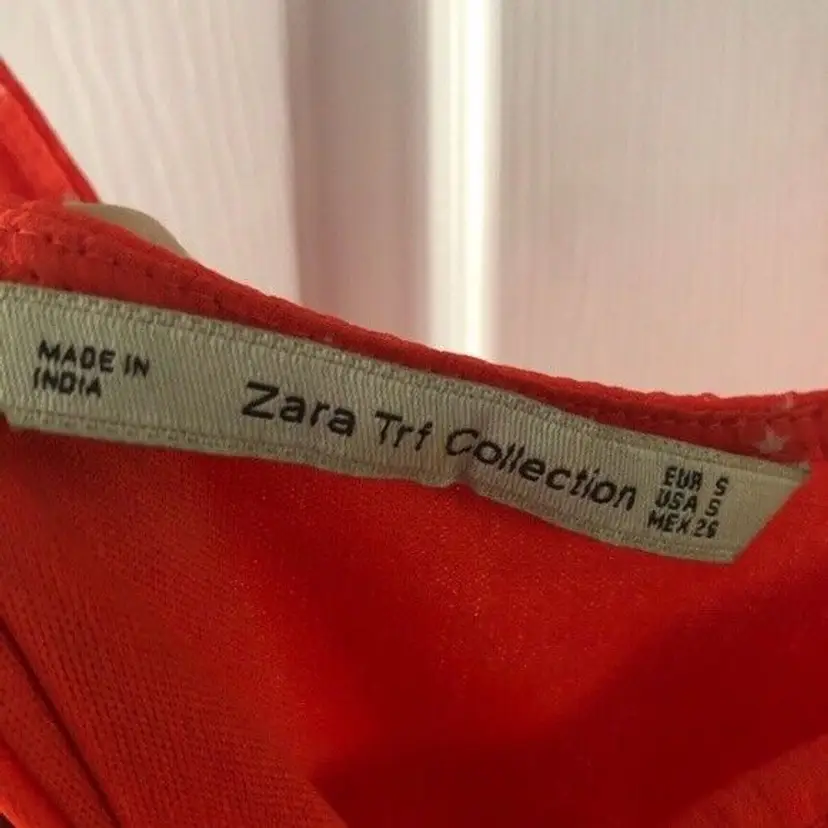 MADE IN
INDIA
Zara Trf Collection
EUR S
USA S
MEX 26